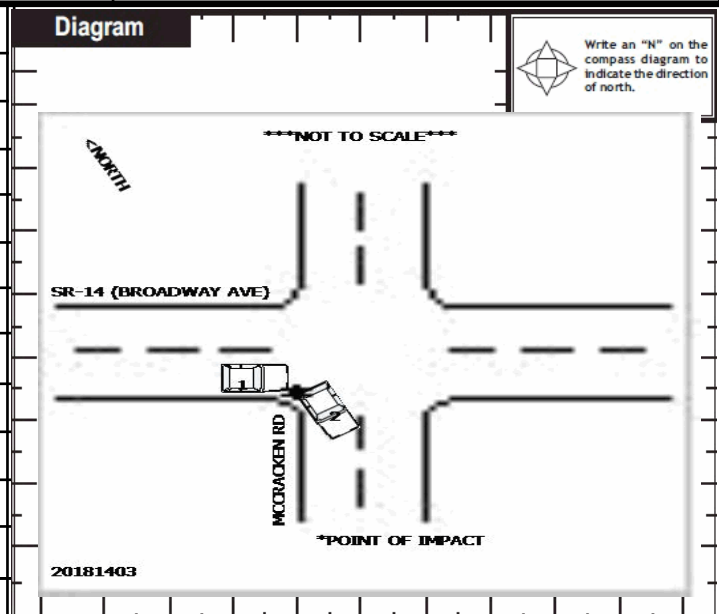 Diagram
Write an "N" on the
compass diagram to
indicate the direction
of north.
***NOT TO SCALE***
<NORTH
SR-14 (BROADWAY AVE)
1
2
MCCRACKEN RD
*POINT OF IMPACT
20181403